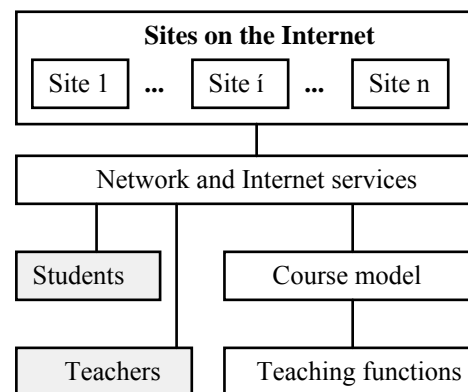 Sites on the Internet
Site 1 ... Site í ... Site n
Network and Internet services
Students
Course model
Teachers
Teaching functions